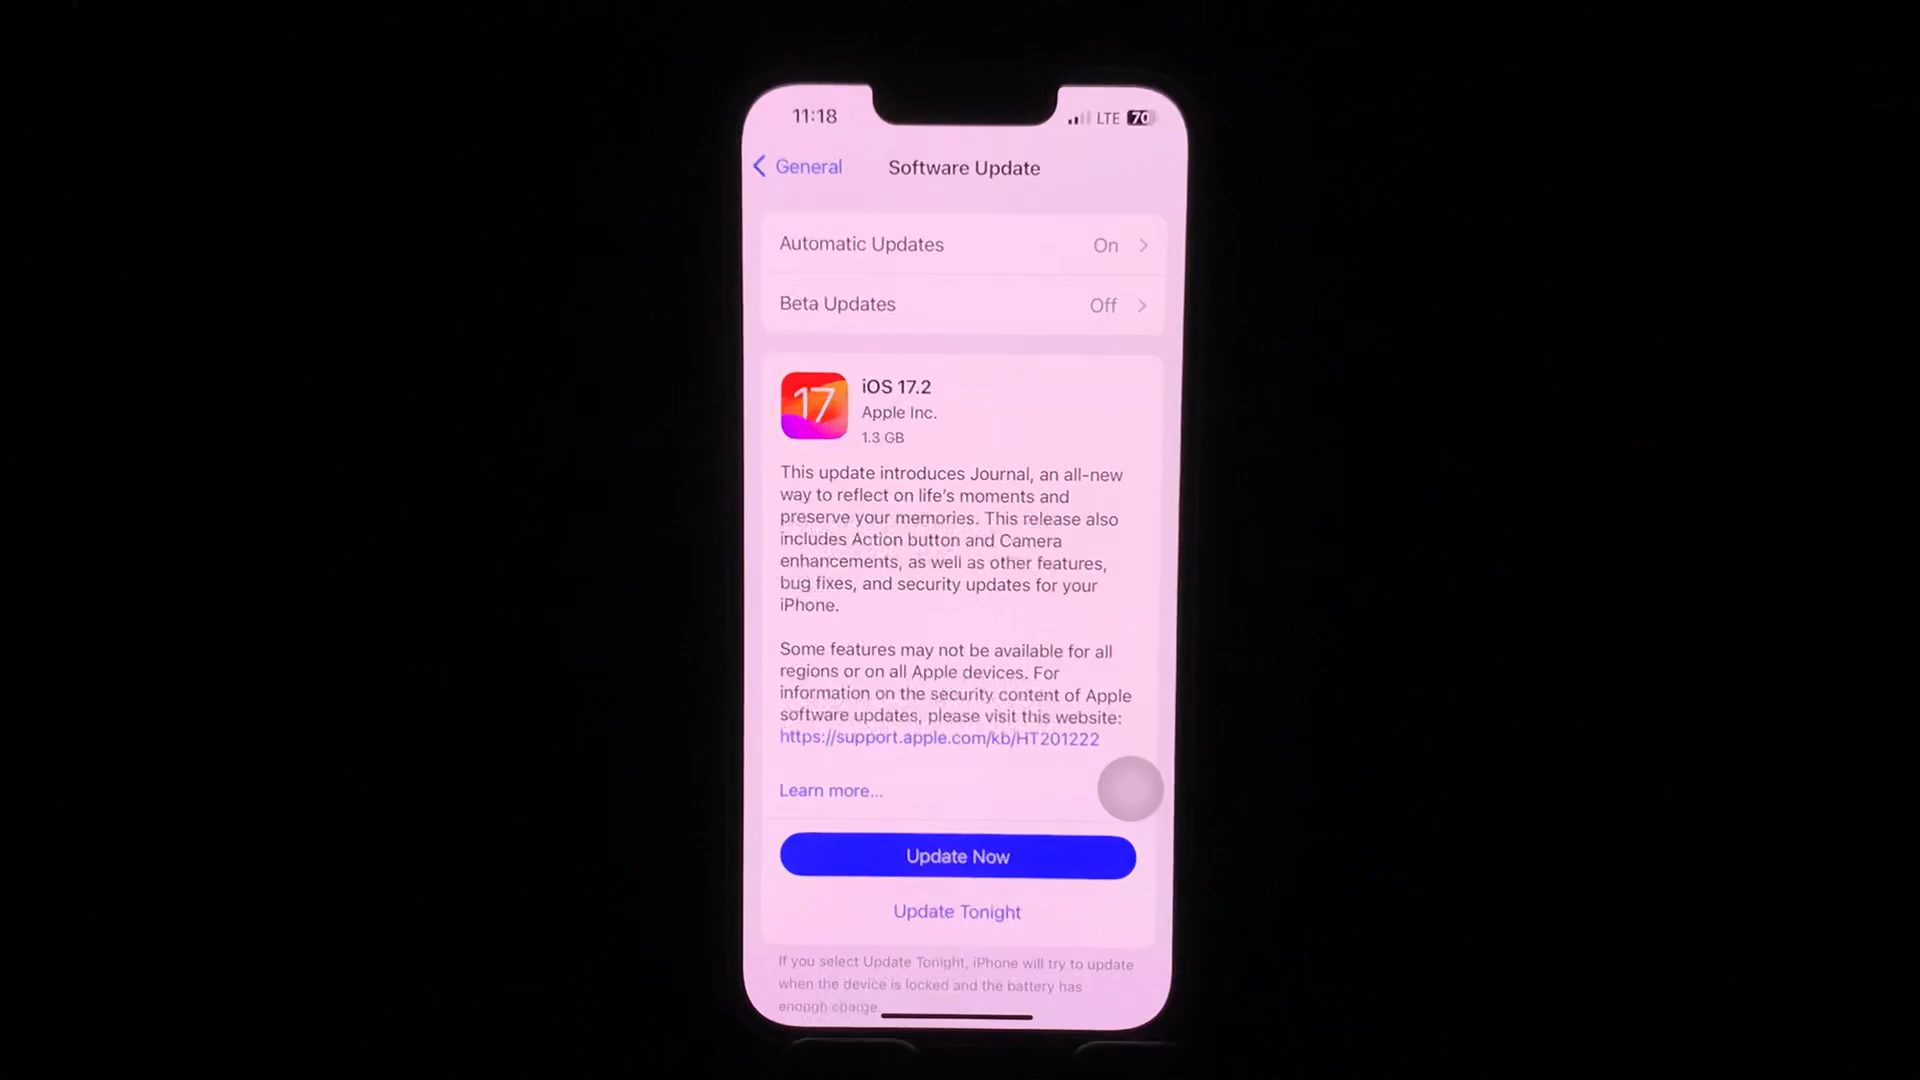 11:18 LTE 70
General Software Update
Automatic Updates On
Beta Updates Off
17
iOS 17.2
Apple Inc.
1.3 GB
This update introduces Journal, an all-new
way to reflect on life's moments and
preserve your memories. This release also
includes Action button and Camera
enhancements, as well as other features,
bug fixes, and security updates for your
iPhone.
Some features may not be available for all
regions or on all Apple devices. For
information on the security content of Apple
software updates, please visit this website:
https://support.apple.com/kb/HT201222
Learn more...
Update Now
Update Tonight
If you select Update Tonight, iPhone will try to update
when the device is locked and the battery has
enough charge.